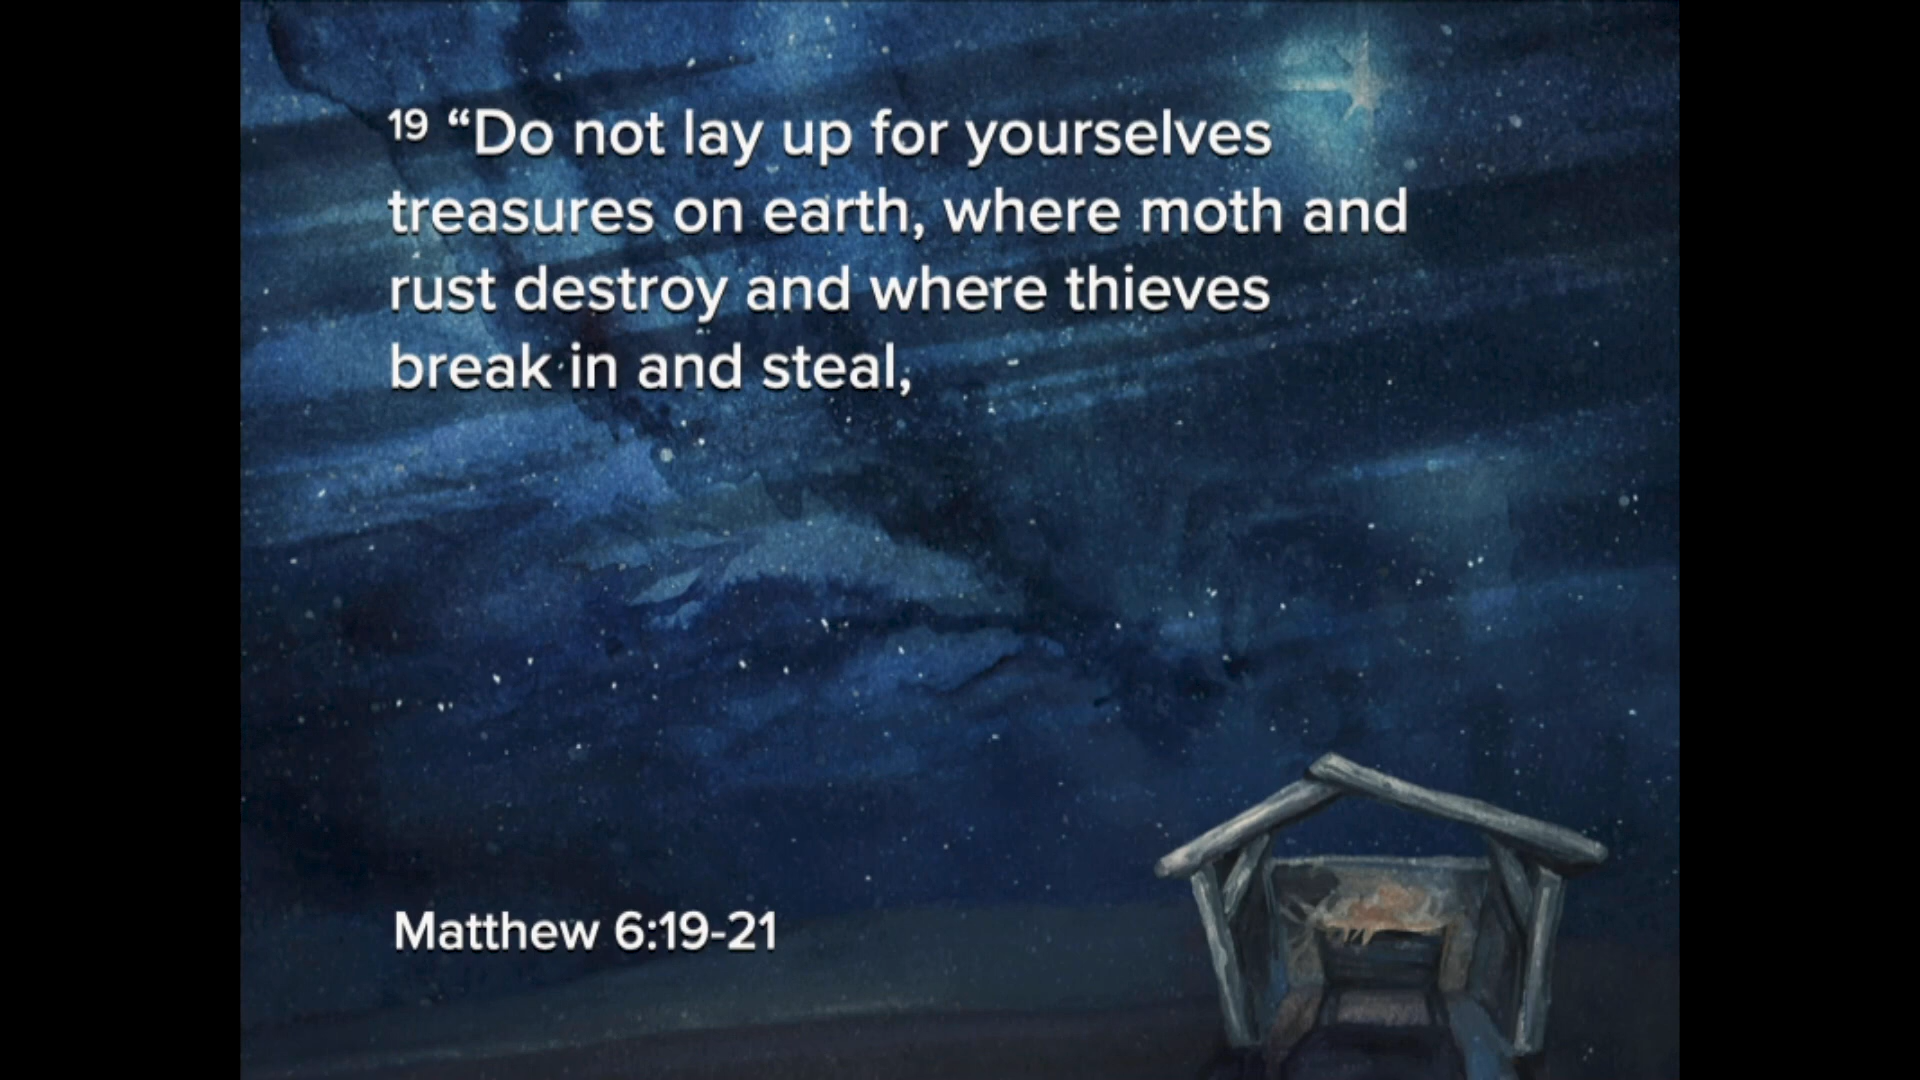 19 “Do not lay up for yourselves
treasures on earth, where moth and
rust destroy and where thieves
break in and steal,
Matthew 6:19-21